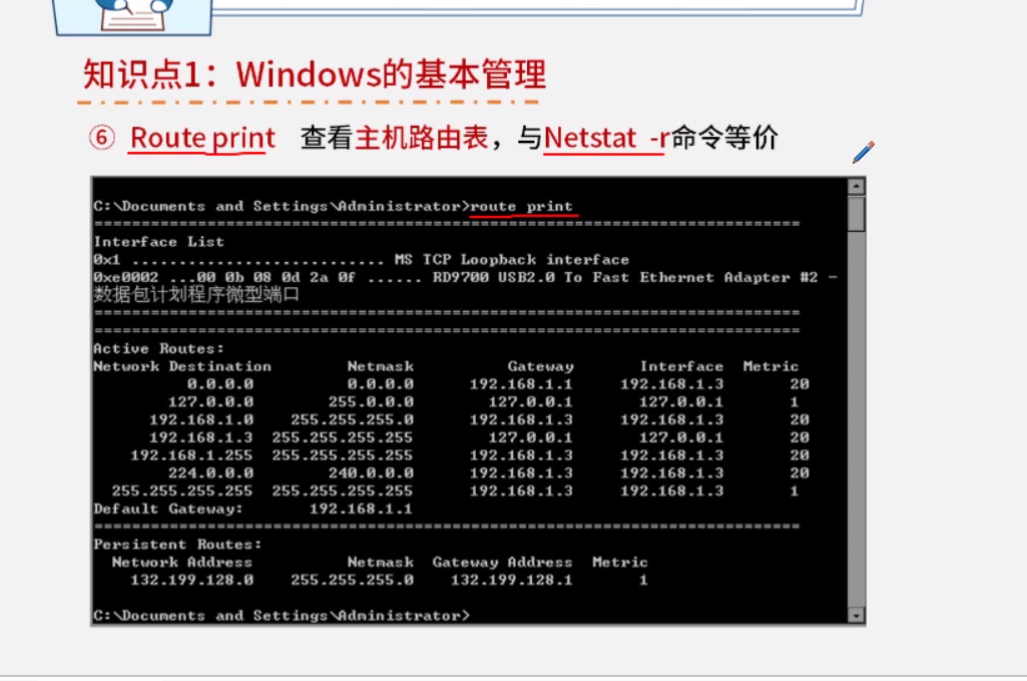 知识点1：Windows的基本管理
⑥ Route print 查看主机路由表，与Netstat -r命令等价
C:\Documents and Settings\Administrator>route print
===========================================================================
Interface List
0x1 ........................... MS TCP Loopback interface
0xe0002 ...00 0b 08 0d 2a 0f ...... RD9700 USB2.0 To Fast Ethernet Adapter #2 -
数据包计划程序微型端口
===========================================================================
===========================================================================
Active Routes:
Network Destination Netmask Gateway Interface Metric
0.0.0.0 0.0.0.0 192.168.1.1 192.168.1.3 20
127.0.0.0 255.0.0.0 127.0.0.1 127.0.0.1 1
192.168.1.0 255.255.255.0 192.168.1.3 192.168.1.3 20
192.168.1.3 255.255.255.255 127.0.0.1 127.0.0.1 20
192.168.1.255 255.255.255.255 192.168.1.3 192.168.1.3 20
224.0.0.0 240.0.0.0 192.168.1.3 192.168.1.3 20
255.255.255.255 255.255.255.255 192.168.1.3 192.168.1.3 1
Default Gateway: 192.168.1.1
===========================================================================
Persistent Routes:
Network Address Netmask Gateway Address Metric
132.199.128.0 255.255.255.0 132.199.128.1 1
C:\Documents and Settings\Administrator>